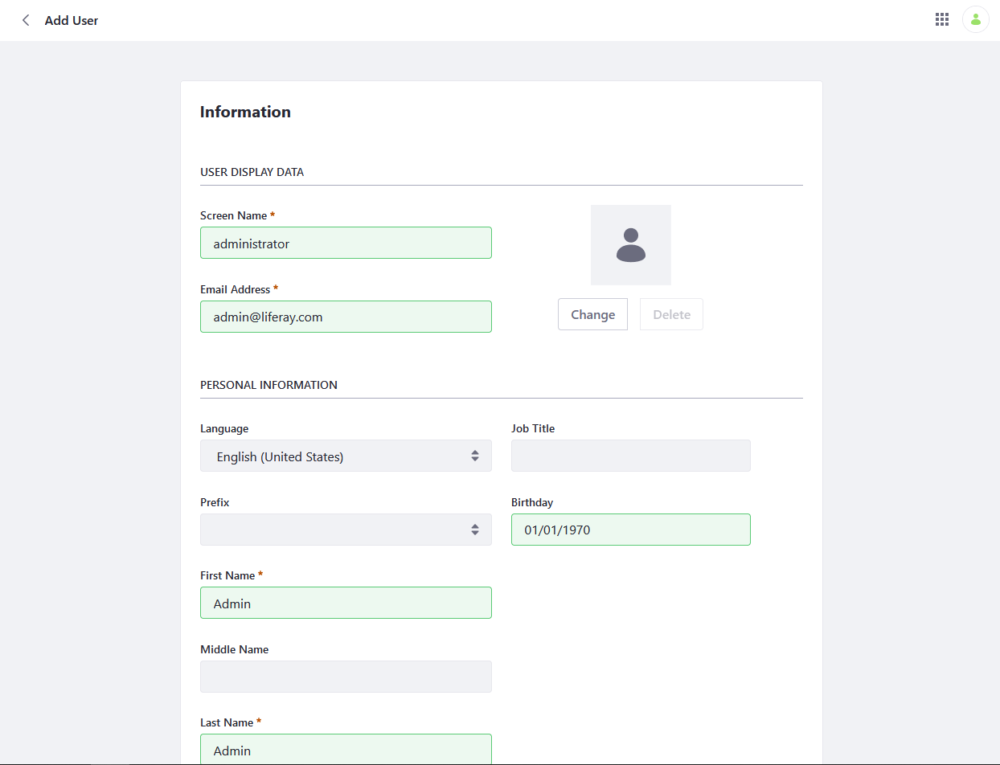 Add User
Information
USER DISPLAY DATA
Screen Name *
administrator
Email Address *
admin@liferay.com
Change
Delete
PERSONAL INFORMATION
Language
English (United States)
Job Title
Prefix
Birthday
01/01/1970
First Name *
Admin
Middle Name
Last Name *
Admin